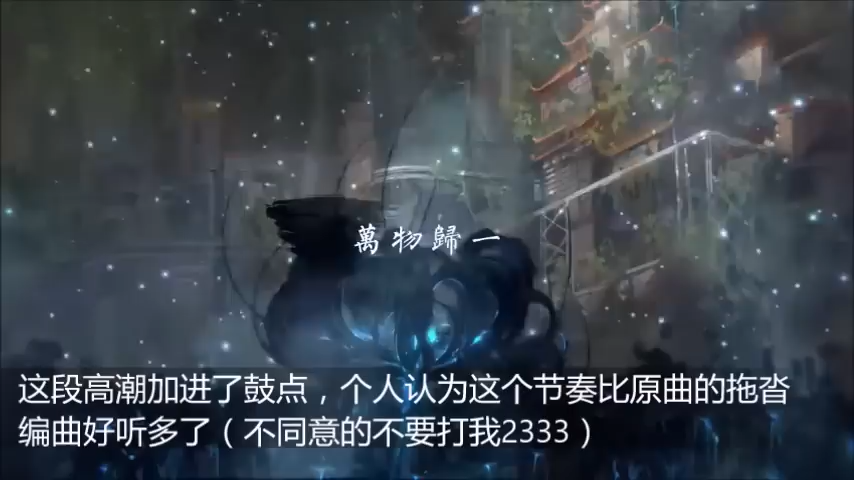 萬物歸一
这段高潮加进了鼓点，个人认为这个节奏比原曲的拖沓
编曲好听多了（不同意的不要打我2333）